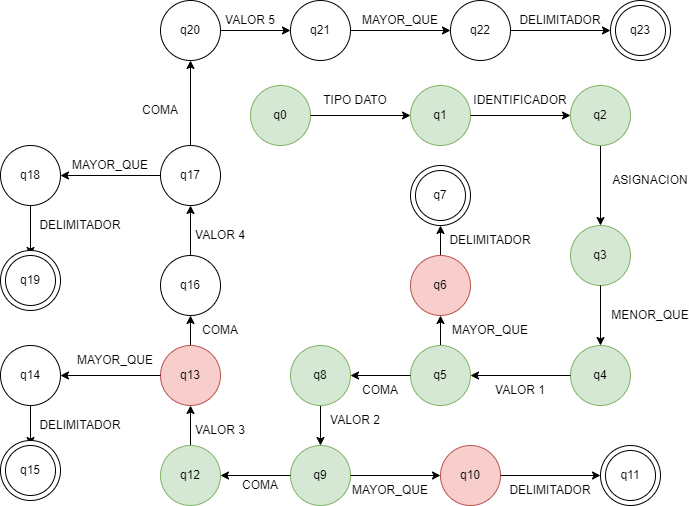 q20
VALOR 5
q21
MAYOR_QUE
q22
DELIMITADOR
q23
COMA
q0
TIPO DATO
q1
IDENTIFICADOR
q2
q18
MAYOR_QUE
q17
ASIGNACION
q7
DELIMITADOR
VALOR 4
DELIMITADOR
q3
q19
q16
q6
MENOR_QUE
COMA
MAYOR_QUE
q14
MAYOR_QUE
q13
q8
COMA
q5
VALOR 1
q4
DELIMITADOR
VALOR 3
VALOR 2
q15
q12
COMA
q9
MAYOR_QUE
q10
DELIMITADOR
q11